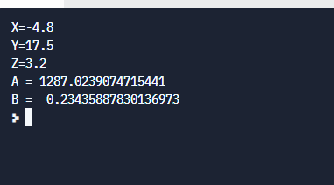 X=-4.8
Y=17.5
Z=3.2
A = 1287.0239074715441
B =  0.23435887830136973
>